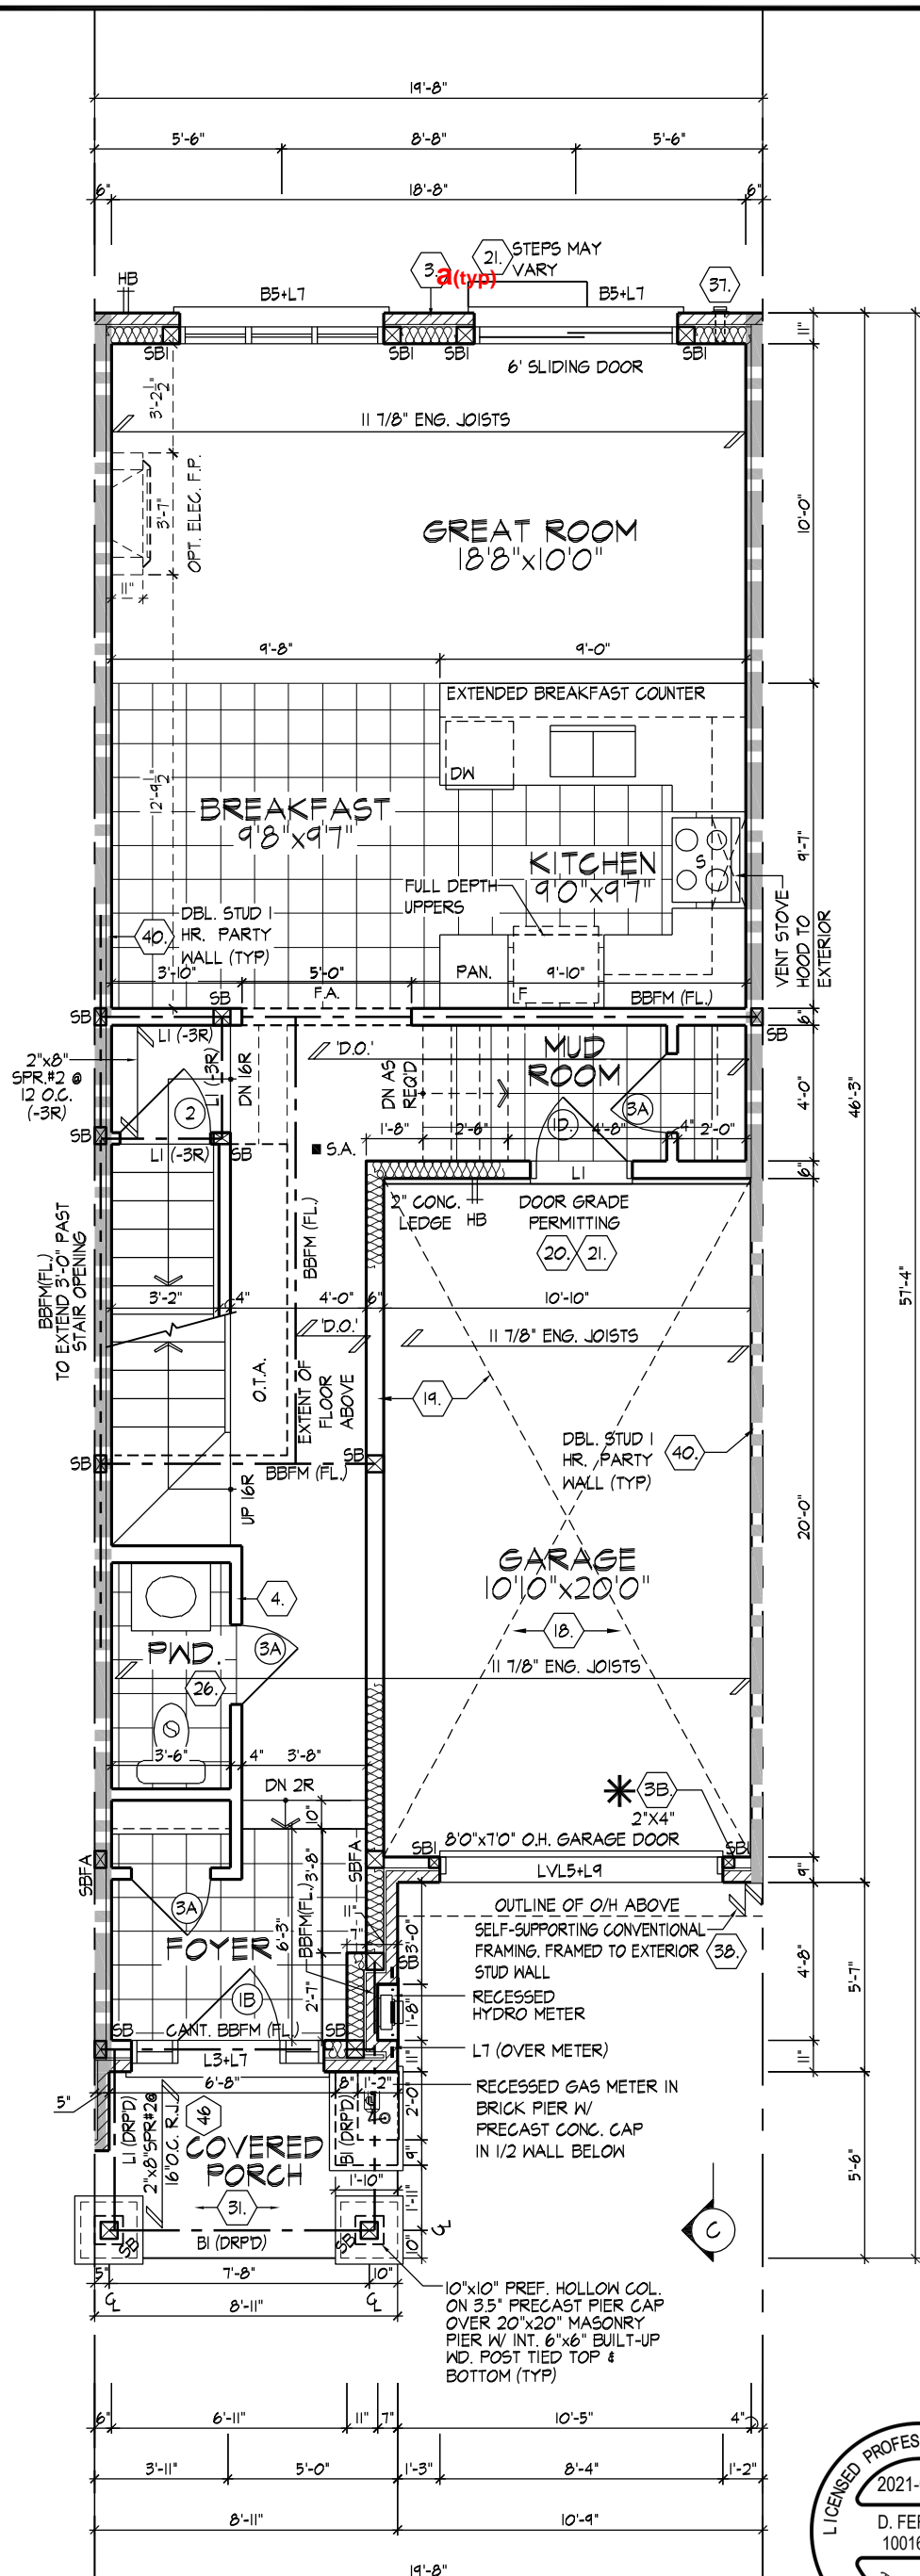 19'-8"
5'-6" 8'-8" 5'-6"
6" 18'-8" 6"
3. a(typ) 21. STEPS MAY
VARY
37.
HB
B5+L7 B5+L7
SB1 SB1 SB1 SB1
6' SLIDING DOOR
11"
3'-2 1/2"
11 7/8" ENG. JOISTS
3'-7"
OPT. ELEC. F.P.
11"
GREAT ROOM
18'8"x10'0"
10'-0"
9'-8" 9'-0"
EXTENDED BREAKFAST COUNTER
DW
12'-9 1/2"
BREAKFAST
9'8"x9'7"
KITCHEN
9'0"x9'7"
S
9'-7"
FULL DEPTH
UPPERS
VENT STOVE
HOOD TO
EXTERIOR
40.
DBL. STUD 1
HR. PARTY
WALL (TYP)
3'-10" 5'-0" PAN. 9'-10"
F.A. F BBFM (FL.)
SB SB SB
6"
L1 (-3R)
2"x8"
SPR.#2 @
12 O.C.
(-3R)
L1 (-3R)
DN 16R
'D.O.'
DN AS
REQ'D
MUD
ROOM
2 1D. 3A
4'-0"
46'-3"
SB L1 (-3R) SB
S.A.
1'-8" 2'-6" 4'-8" 4" 2'-0"
L1
6"
2" CONC.
LEDGE
HB
DOOR GRADE
PERMITTING
20. 21.
BBFM(FL.)
TO EXTEND 3'-0" PAST
STAIR OPENING
BBFM (FL.)
57'-4"
3'-2" 4" 4'-0" 6" 10'-10"
'D.O.' 11 7/8" ENG. JOISTS
O.T.A.
EXTENT OF
FLOOR
ABOVE
19.
DBL. STUD 1
HR. PARTY
WALL (TYP)
40.
SB BBFM (FL.) SB
UP 16R
20'-0"
GARAGE
10'10"x20'0"
4.
18.
PWD.
3A
26.
11 7/8" ENG. JOISTS
3'-6" 4" 3'-8"
DN 2R
10"
3B.
2"X4"
8'0"x7'0" O.H. GARAGE DOOR
SB1 SB1
LVL5+L9
9"
SBFA SBFA
3A
3'-8"
BBFM(FL.)
6'-3"
11"
3'-0"
OUTLINE OF O/H ABOVE
SELF-SUPPORTING CONVENTIONAL
FRAMING. FRAMED TO EXTERIOR
STUD WALL
38.
4'-8"
5'-7"
FOYER
1B
2'-7"
SB
1'-8"
RECESSED
HYDRO METER
SB CANT. BBFM (FL.) SB
L3+L7
11"
L7 (OVER METER)
11"
6'-8" 8" 1'-2"
5"
RECESSED GAS METER IN
BRICK PIER W/
PRECAST CONC. CAP
IN 1/2 WALL BELOW
2'-0"
L1 (DRP'D)
2"x8"SPR#2@
16"O.C. R.J.
46
B1 (DRP'D)
COVERED
PORCH
4"
1'-10"
1'-11"
5'-6"
31.
C
SB B1 (DRP'D) SB
10"
5" 7'-8" 10"
8'-11"
10"x10" PREF. HOLLOW COL.
ON 3.5" PRECAST PIER CAP
OVER 20"x20" MASONRY
PIER W/ INT. 6"x6" BUILT-UP
WD. POST TIED TOP &
BOTTOM (TYP)
6" 6'-11" 11" 7" 10'-5" 4"
3'-11" 5'-0" 1'-3" 8'-4" 1'-2"
8'-11" 10'-9"
19'-8"
LICENSED PROFES
2021-
D. FER
10016